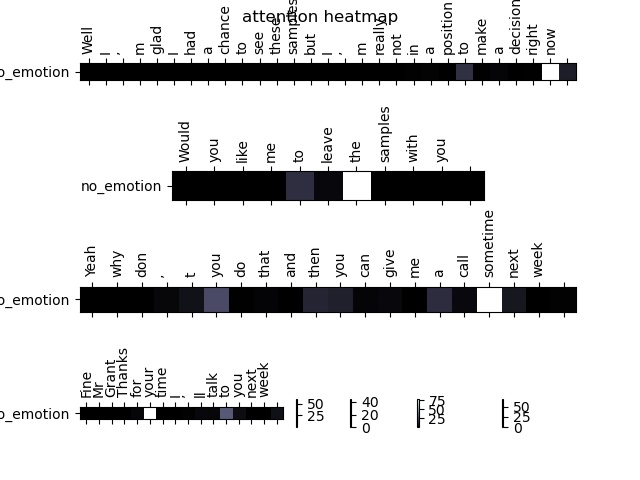 attention heatmap
Well I , m glad I had a chance to see these samples but I , m really not in a position to make a decision right now
no_emotion
Would you like me to leave the samples with you
no_emotion
Yeah why don , t you do that and then you can give me a call sometime next week
o_emotion
Fine Mr Grant Thanks for your time I , ll talk to you next week
o_emotion
50 25
40 20 0
75 50 25
50 25 0